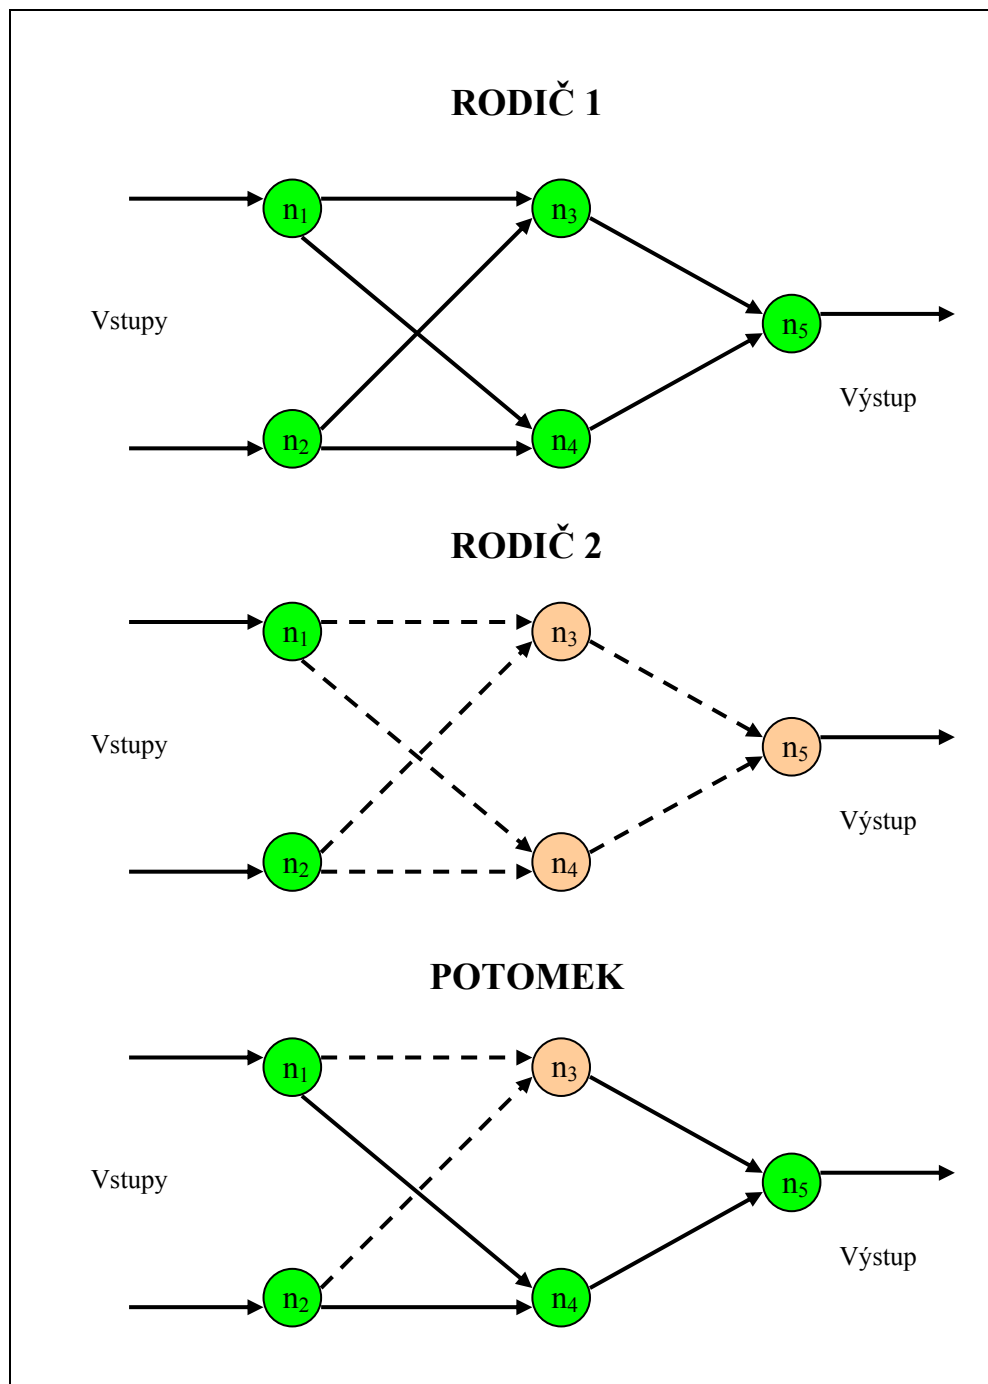 RODIČ 1
n₁
n₃
Vstupy
n₅
Výstup
n₂
n₄
RODIČ 2
n₁
n₃
Vstupy
n₅
Výstup
n₂
n₄
POTOMEK
n₁
n₃
Vstupy
n₅
Výstup
n₂
n₄